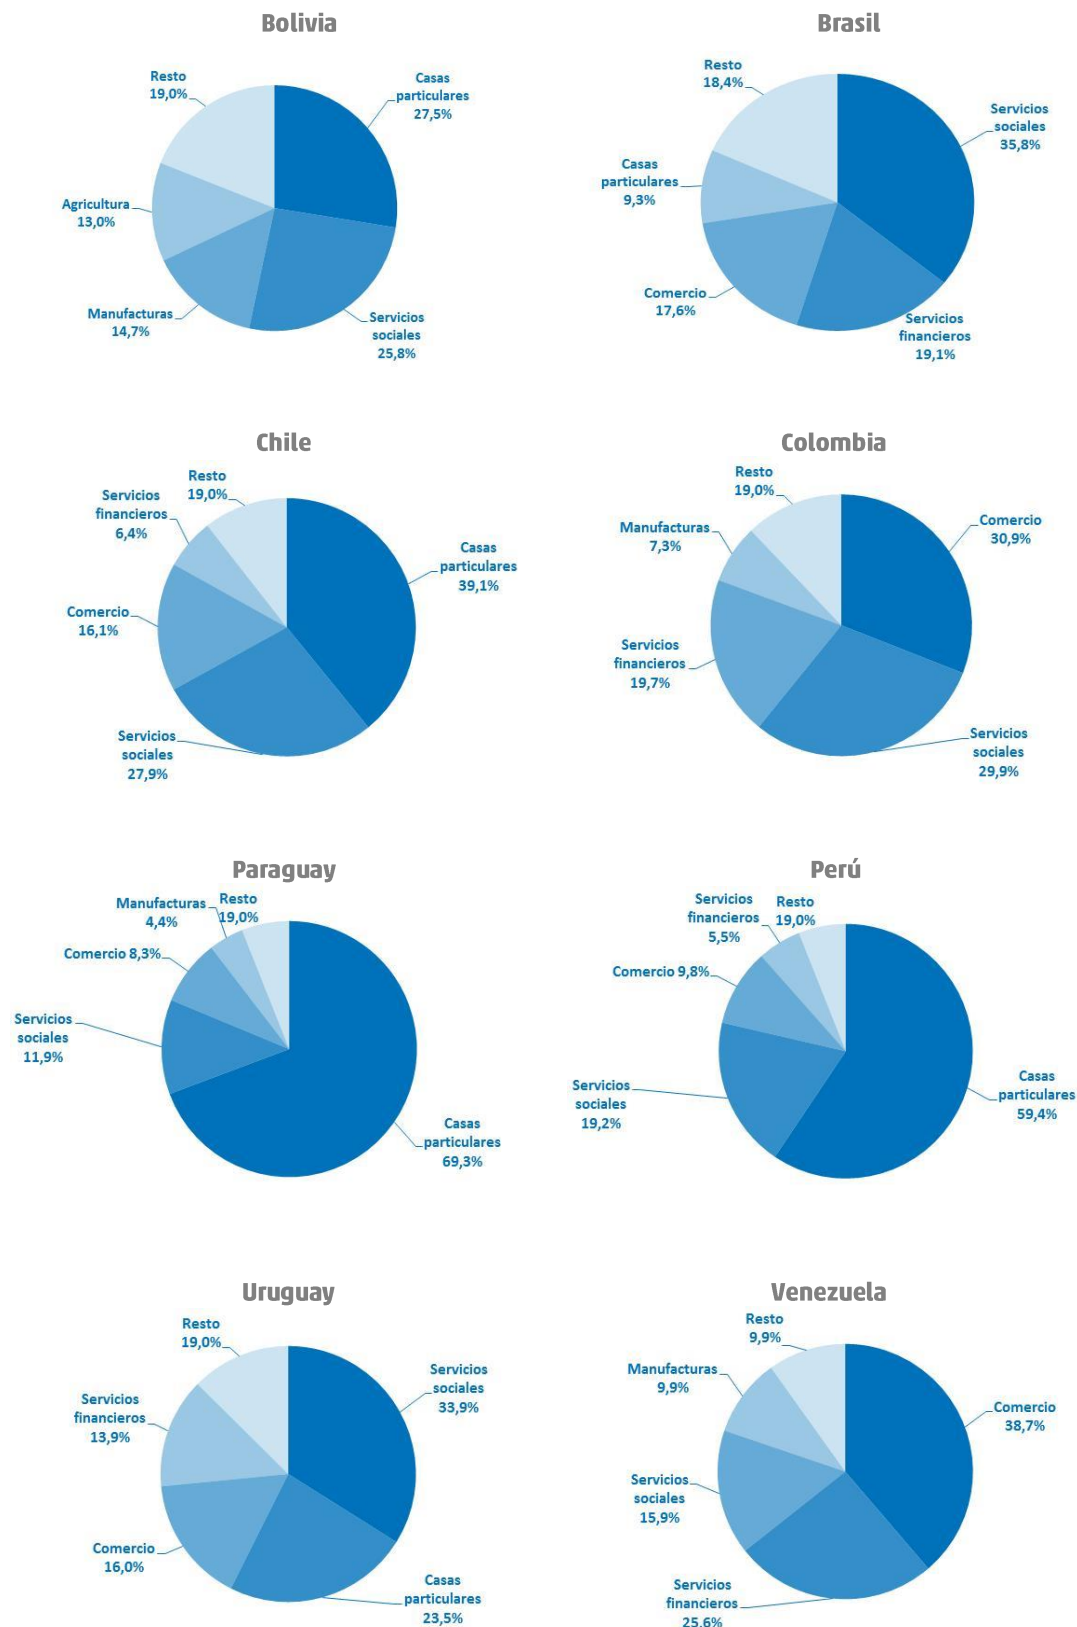 Bolivia
Resto
19,0%
Casas
particulares
27,5%
Agricultura
13,0%
Manufacturas
14,7%
Servicios
sociales
25,8%
Brasil
Resto
18,4%
Servicios
sociales
35,8%
Casas
particulares
9,3%
Comercio
17,6%
Servicios
financieros
19,1%
Chile
Resto
19,0%
Servicios
financieros
6,4%
Casas
particulares
39,1%
Comercio
16,1%
Servicios
sociales
27,9%
Colombia
Resto
19,0%
Manufacturas
7,3%
Comercio
30,9%
Servicios
financieros
19,7%
Servicios
sociales
29,9%
Paraguay
Manufacturas
4,4%
Resto
19,0%
Comercio 8,3%
Servicios
sociales
11,9%
Casas
particulares
69,3%
Perú
Servicios
financieros
5,5%
Resto
19,0%
Comercio 9,8%
Servicios
sociales
19,2%
Casas
particulares
59,4%
Uruguay
Resto
19,0%
Servicios
sociales
33,9%
Servicios
financieros
13,9%
Comercio
16,0%
Casas
particulares
23,5%
Venezuela
Resto
9,9%
Manufacturas
9,9%
Comercio
38,7%
Servicios
sociales
15,9%
Servicios
financieros
25,6%